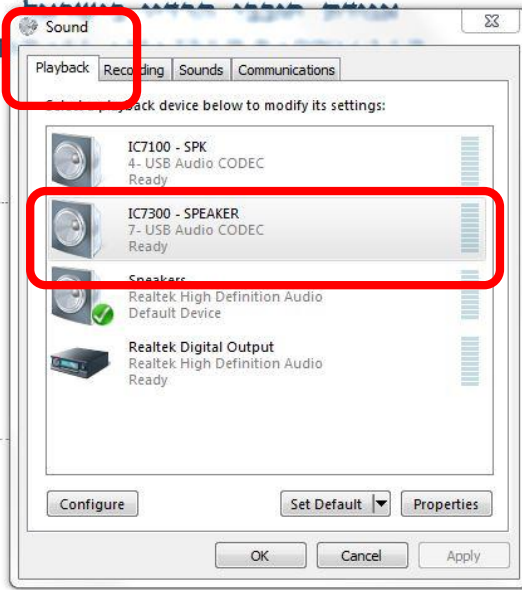 Sound
Playback Recording Sounds Communications
playback device below to modify its settings:
IC7100 - SPK
4- USB Audio CODEC
Ready
IC7300 - SPEAKER
7- USB Audio CODEC
Ready
Speakers
Realtek High Definition Audio
Default Device
Realtek Digital Output
Realtek High Definition Audio
Ready
Configure Set Default Properties
OK Cancel Apply